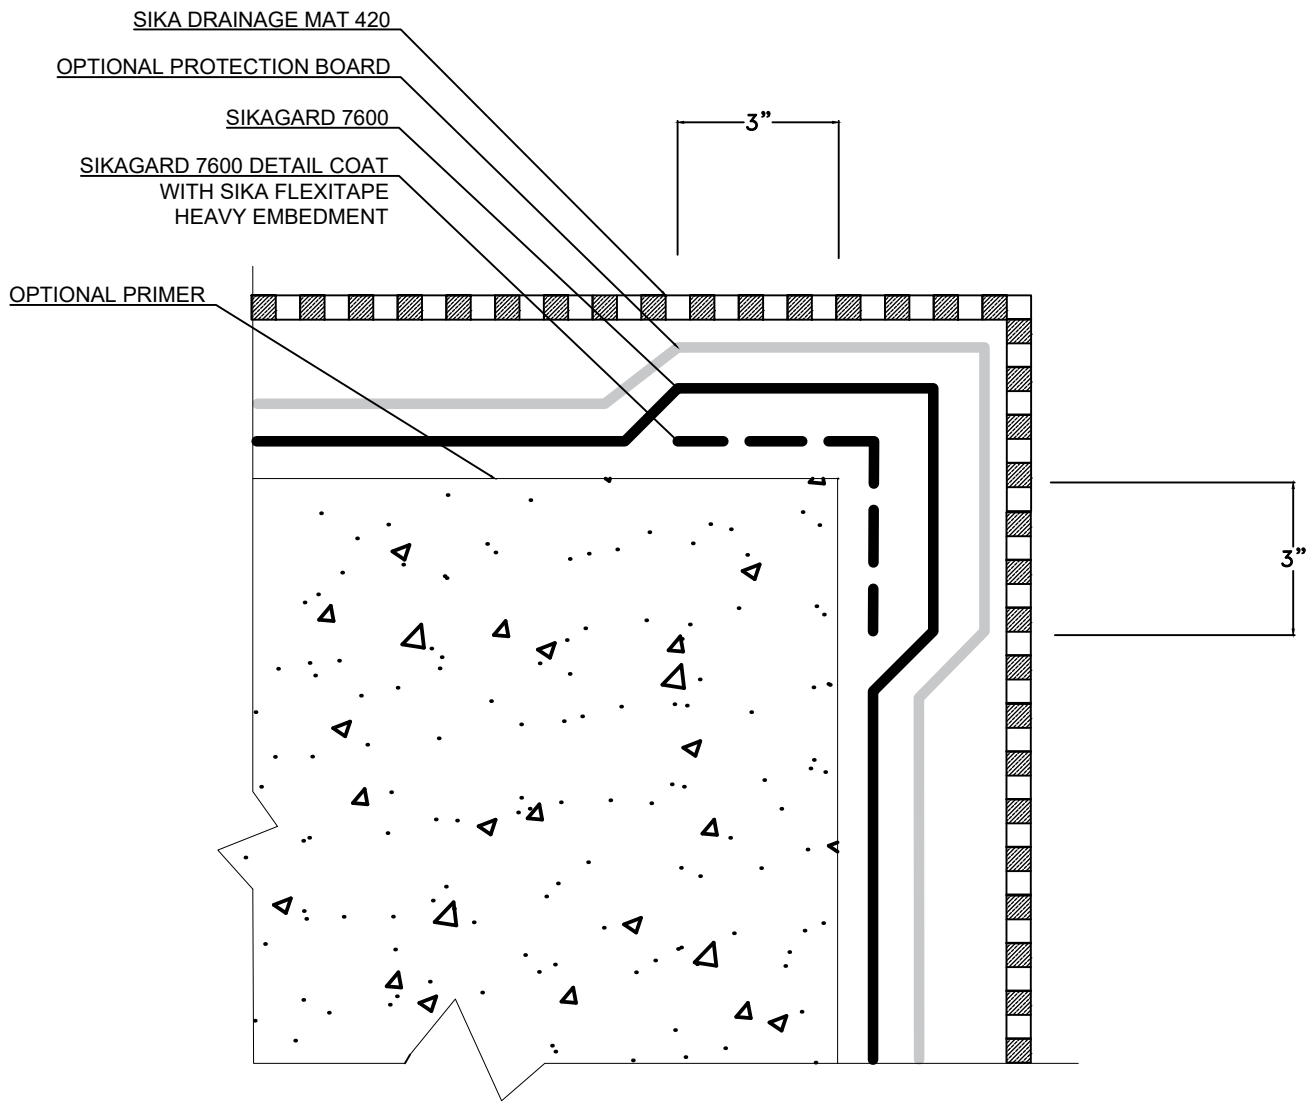 SIKA DRAINAGE MAT 420
OPTIONAL PROTECTION BOARD
SIKAGARD 7600
SIKAGARD 7600 DETAIL COAT
WITH SIKA FLEXITAPE
HEAVY EMBEDMENT
OPTIONAL PRIMER
3”
3”